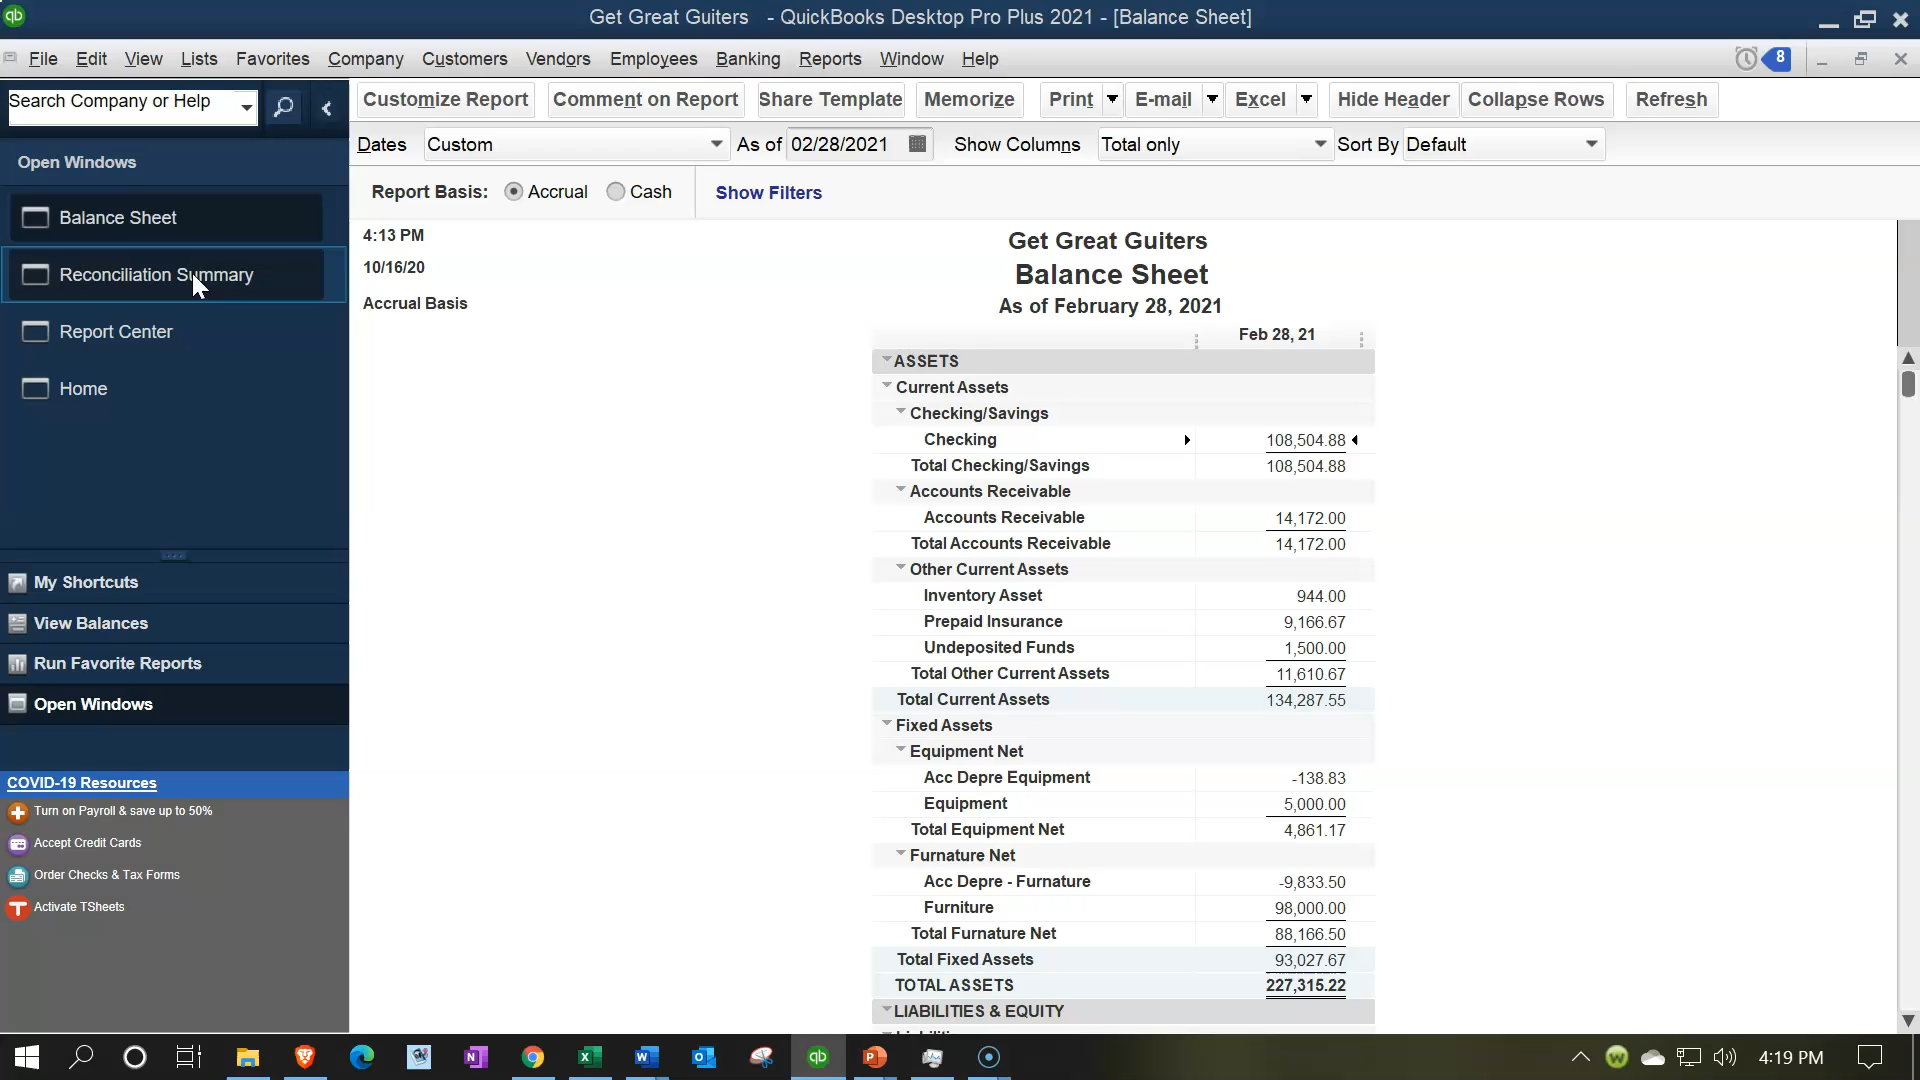 qb
Get Great Guiters - QuickBooks Desktop Pro Plus 2021 - [Balance Sheet]
File Edit View Lists Favorites Company Customers Vendors Employees Banking Reports Window Help
8
Search Company or Help
Customize Report Comment on Report Share Template Memorize Print E-mail Excel Hide Header Collapse Rows Refresh
Dates Custom As of 02/28/2021 Show Columns Total only Sort By Default
Report Basis: Accrual Cash Show Filters
Open Windows
Balance Sheet
Reconciliation Summary
Report Center
Home
My Shortcuts
View Balances
Run Favorite Reports
Open Windows
COVID-19 Resources
Turn on Payroll & save up to 50%
Accept Credit Cards
Order Checks & Tax Forms
Activate TSheets
4:13 PM
10/16/20
Accrual Basis
Get Great Guiters
Balance Sheet
As of February 28, 2021
Feb 28, 21
ASSETS
Current Assets
Checking/Savings
Checking 108,504.88
Total Checking/Savings 108,504.88
Accounts Receivable
Accounts Receivable 14,172.00
Total Accounts Receivable 14,172.00
Other Current Assets
Inventory Asset 944.00
Prepaid Insurance 9,166.67
Undeposited Funds 1,500.00
Total Other Current Assets 11,610.67
Total Current Assets 134,287.55
Fixed Assets
Equipment Net
Acc Depre Equipment -138.83
Equipment 5,000.00
Total Equipment Net 4,861.17
Furnature Net
Acc Depre - Furnature -9,833.50
Furniture 98,000.00
Total Furnature Net 88,166.50
Total Fixed Assets 93,027.67
TOTAL ASSETS 227,315.22
LIABILITIES & EQUITY
4:19 PM